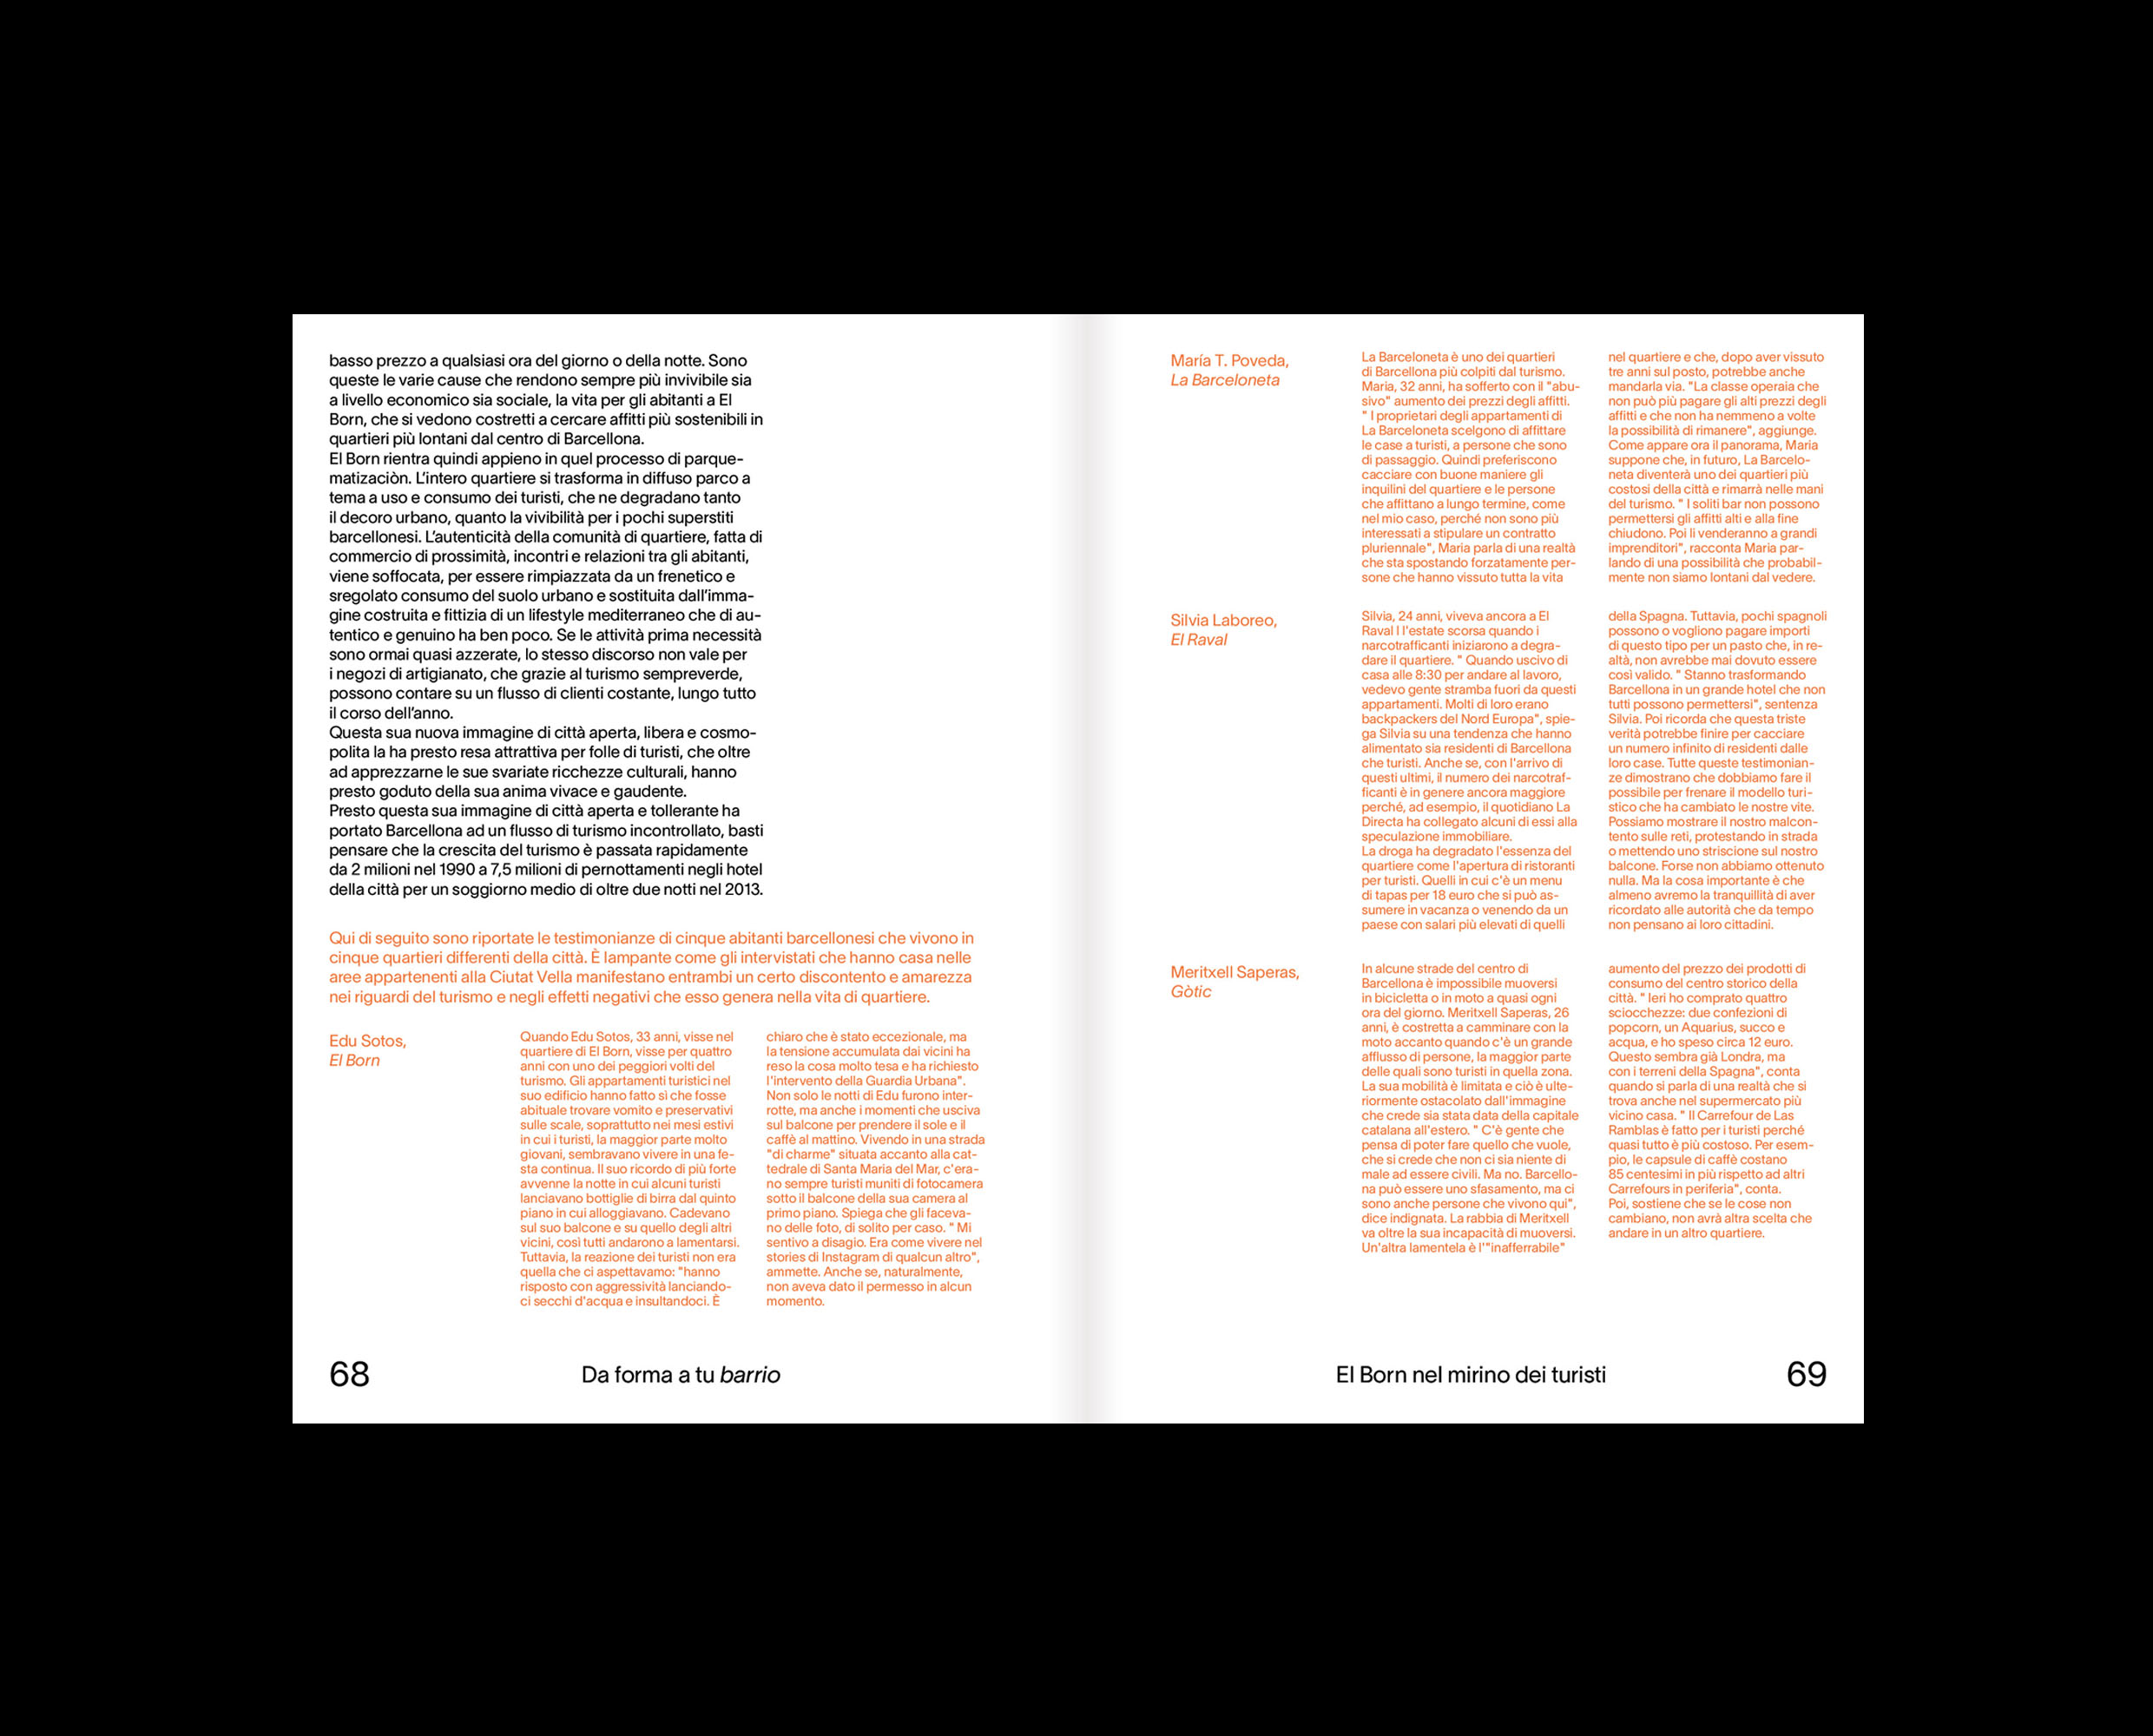 basso prezzo a qualsiasi ora del giorno o della notte. Sono
queste le varie cause che rendono sempre più invivibile sia
a livello economico sia sociale, la vita per gli abitanti a El
Born, che si vedono costretti a cercare affitti più sostenibili in
quartieri più lontani dal centro di Barcellona.
El Born rientra quindi appieno in quel processo di parque-
matizaciòn. L'intero quartiere si trasforma in diffuso parco a
tema a uso e consumo dei turisti, che ne degradano tanto
il decoro urbano, quanto la vivibilità per i pochi superstiti
barcellonesi. L'autenticità della comunità di quartiere, fatta di
commercio di prossimità, incontri e relazioni tra gli abitanti,
viene soffocata, per essere rimpiazzata da un frenetico e
sregolato consumo del suolo urbano e sostituita dall'imma-
gine costruita e fittizia di un lifestyle mediterraneo che di au-
tentico e genuino ha ben poco. Se le attività prima necessità
sono ormai quasi azzerate, lo stesso discorso non vale per
i negozi di artigianato, che grazie al turismo sempreverde,
possono contare su un flusso di clienti costante, lungo tutto
il corso dell'anno.
Questa sua nuova immagine di città aperta, libera e cosmo-
polita la ha presto resa attrattiva per folle di turisti, che oltre
ad apprezzarne le sue svariate ricchezze culturali, hanno
presto goduto della sua anima vivace e gaudente.
Presto questa sua immagine di città aperta e tollerante ha
portato Barcellona ad un flusso di turismo incontrollato, basti
pensare che la crescita del turismo è passata rapidamente
da 2 milioni nel 1990 a 7,5 milioni di pernottamenti negli hotel
della città per un soggiorno medio di oltre due notti nel 2013.
Qui di seguito sono riportate le testimonianze di cinque abitanti barcellonesi che vivono in
cinque quartieri differenti della città. È lampante come gli intervistati che hanno casa nelle
aree appartenenti alla Ciutat Vella manifestano entrambi un certo discontento e amarezza
nei riguardi del turismo e negli effetti negativi che esso genera nella vita di quartiere.
Edu Sotos,
El Born
Quando Edu Sotos, 33 anni, visse nel
quartiere di El Born, visse per quattro
anni con uno dei peggiori volti del
turismo. Gli appartamenti turistici nel
suo edificio hanno fatto sì che fosse
abituale trovare vomito e preservativi
sulle scale, soprattutto nei mesi estivi
in cui i turisti, la maggior parte molto
giovani, sembravano vivere in una fe-
sta continua. Il suo ricordo di più forte
avvenne la notte in cui alcuni turisti
lanciavano bottiglie di birra dal quinto
piano in cui alloggiavano. Cadevano
sul suo balcone e su quello degli altri
vicini, così tutti andarono a lamentarsi.
Tuttavia, la reazione dei turisti non era
quella che ci aspettavamo: "hanno
risposto con aggressività lanciando-
ci secchi d'acqua e insultandoci. È
chiaro che è stato eccezionale, ma
la tensione accumulata dai vicini ha
reso la cosa molto tesa e ha richiesto
l'intervento della Guardia Urbana".
Non solo le notti di Edu furono inter-
rotte, ma anche i momenti che usciva
sul balcone per prendere il sole e il
caffè al mattino. Vivendo in una strada
"di charme" situata accanto alla cat-
tedrale di Santa Maria del Mar, c'era-
no sempre turisti muniti di fotocamera
sotto il balcone della sua camera al
primo piano. Spiega che gli faceva-
no delle foto, di solito per caso. " Mi
sentivo a disagio. Era come vivere nel
stories di Instagram di qualcun altro",
ammette. Anche se, naturalmente,
non aveva dato il permesso in alcun
momento.
68
Da forma a tu barrio
María T. Poveda,
La Barceloneta
La Barceloneta è uno dei quartieri
di Barcellona più colpiti dal turismo.
Maria, 32 anni, ha sofferto con il "abu-
sivo" aumento dei prezzi degli affitti.
" I proprietari degli appartamenti di
La Barceloneta scelgono di affittare
le case a turisti, a persone che sono
di passaggio. Quindi preferiscono
cacciare con buone maniere gli
inquilini del quartiere e le persone
che affittano a lungo termine, come
nel mio caso, perché non sono più
interessati a stipulare un contratto
pluriennale", Maria parla di una realtà
che sta spostando forzatamente per-
sone che hanno vissuto tutta la vita
nel quartiere e che, dopo aver vissuto
tre anni sul posto, potrebbe anche
mandarla via. "La classe operaia che
non può più pagare gli alti prezzi degli
affitti e che non ha nemmeno a volte
la possibilità di rimanere", aggiunge.
Come appare ora il panorama, Maria
suppone che, in futuro, La Barcelo-
neta diventerà uno dei quartieri più
costosi della città e rimarrà nelle mani
del turismo. " I soliti bar non possono
permettersi gli affitti alti e alla fine
chiudono. Poi li venderanno a grandi
imprenditori", racconta Maria par-
lando di una possibilità che probabil-
mente non siamo lontani dal vedere.
Silvia Laboreo,
El Raval
Silvia, 24 anni, viveva ancora a El
Raval l l'estate scorsa quando i
narcotrafficanti iniziarono a degra-
dare il quartiere. " Quando uscivo di
casa alle 8:30 per andare al lavoro,
vedevo gente stramba fuori da questi
appartamenti. Molti di loro erano
backpackers del Nord Europa", spie-
ga Silvia su una tendenza che hanno
alimentato sia residenti di Barcellona
che turisti. Anche se, con l'arrivo di
questi ultimi, il numero dei narcotraf-
ficanti è in genere ancora maggiore
perché, ad esempio, il quotidiano La
Directa ha collegato alcuni di essi alla
speculazione immobiliare.
La droga ha degradato l'essenza del
quartiere come l'apertura di ristoranti
per turisti. Quelli in cui c'è un menu
di tapas per 18 euro che si può as-
sumere in vacanza o venendo da un
paese con salari più elevati di quelli
della Spagna. Tuttavia, pochi spagnoli
possono o vogliono pagare importi
di questo tipo per un pasto che, in re-
altà, non avrebbe mai dovuto essere
così valido. " Stanno trasformando
Barcellona in un grande hotel che non
tutti possono permettersi", sentenza
Silvia. Poi ricorda che questa triste
verità potrebbe finire per cacciare
un numero infinito di residenti dalle
loro case. Tutte queste testimonian-
ze dimostrano che dobbiamo fare il
possibile per frenare il modello turi-
stico che ha cambiato le nostre vite.
Possiamo mostrare il nostro malcon-
tento sulle reti, protestando in strada
o mettendo uno striscione sul nostro
balcone. Forse non abbiamo ottenuto
nulla. Ma la cosa importante è che
almeno avremo la tranquillità di aver
ricordato alle autorità che da tempo
non pensano ai loro cittadini.
Meritxell Saperas,
Gòtic
In alcune strade del centro di
Barcellona è impossibile muoversi
in bicicletta o in moto a quasi ogni
ora del giorno. Meritxell Saperas, 26
anni, è costretta a camminare con la
moto accanto quando c'è un grande
afflusso di persone, la maggior parte
delle quali sono turisti in quella zona.
La sua mobilità è limitata e ciò è ulte-
riormente ostacolato dall'immagine
che crede sia stata data della capitale
catalana all'estero. " C'è gente che
pensa di poter fare quello che vuole,
che si crede che non ci sia niente di
male ad essere civili. Ma no. Barcello-
na può essere uno sfasamento, ma ci
sono anche persone che vivono qui",
dice indignata. La rabbia di Meritxell
va oltre la sua incapacità di muoversi.
Un'altra lamentela è l'"inafferrabile"
aumento del prezzo dei prodotti di
consumo del centro storico della
città. " Ieri ho comprato quattro
sciocchezze: due confezioni di
popcorn, un Aquarius, succo e
acqua, e ho speso circa 12 euro.
Questo sembra già Londra, ma
con i terreni della Spagna", conta
quando si parla di una realtà che si
trova anche nel supermercato più
vicino casa. " Il Carrefour de Las
Ramblas è fatto per i turisti perché
quasi tutto è più costoso. Per esem-
pio, le capsule di caffè costano
85 centesimi in più rispetto ad altri
Carrefours in periferia", conta.
Poi, sostiene che se le cose non
cambiano, non avrà altra scelta che
andare in un altro quartiere.
El Born nel mirino dei turisti
69